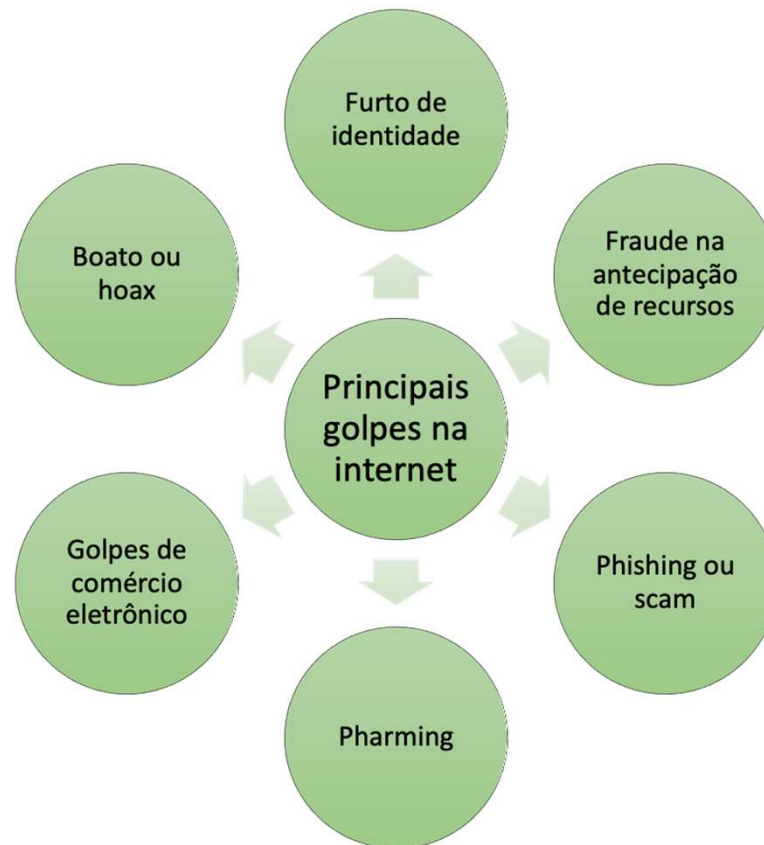 Furto de
identidade
Fraude na
antecipação
de recursos
Phishing ou
scam
Pharming
Golpes de
comércio
eletrônico
Boato ou
hoax
Principais
golpes na
internet